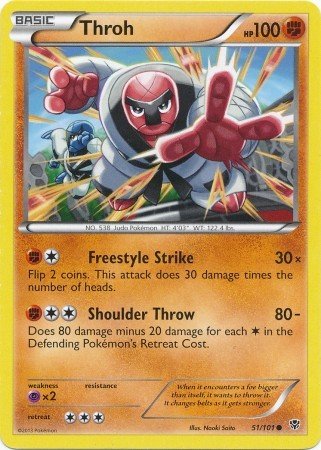 BASIC
Throh
HP100
NO. 538 Judo Pokémon HT: 4'03" WT: 122.4 lbs.
Freestyle Strike 30×
Flip 2 coins. This attack does 30 damage times
the number of heads.
Shoulder Throw 80-
Does 80 damage minus 20 damage for each in the
Defending Pokémon's Retreat Cost.
weakness resistance
×2
retreat
When it encounters a foe bigger
than itself, it wants to throw it.
It changes belts as it gets stronger.
©2013 Pokémon
Illus. Naoki Saito
51/101